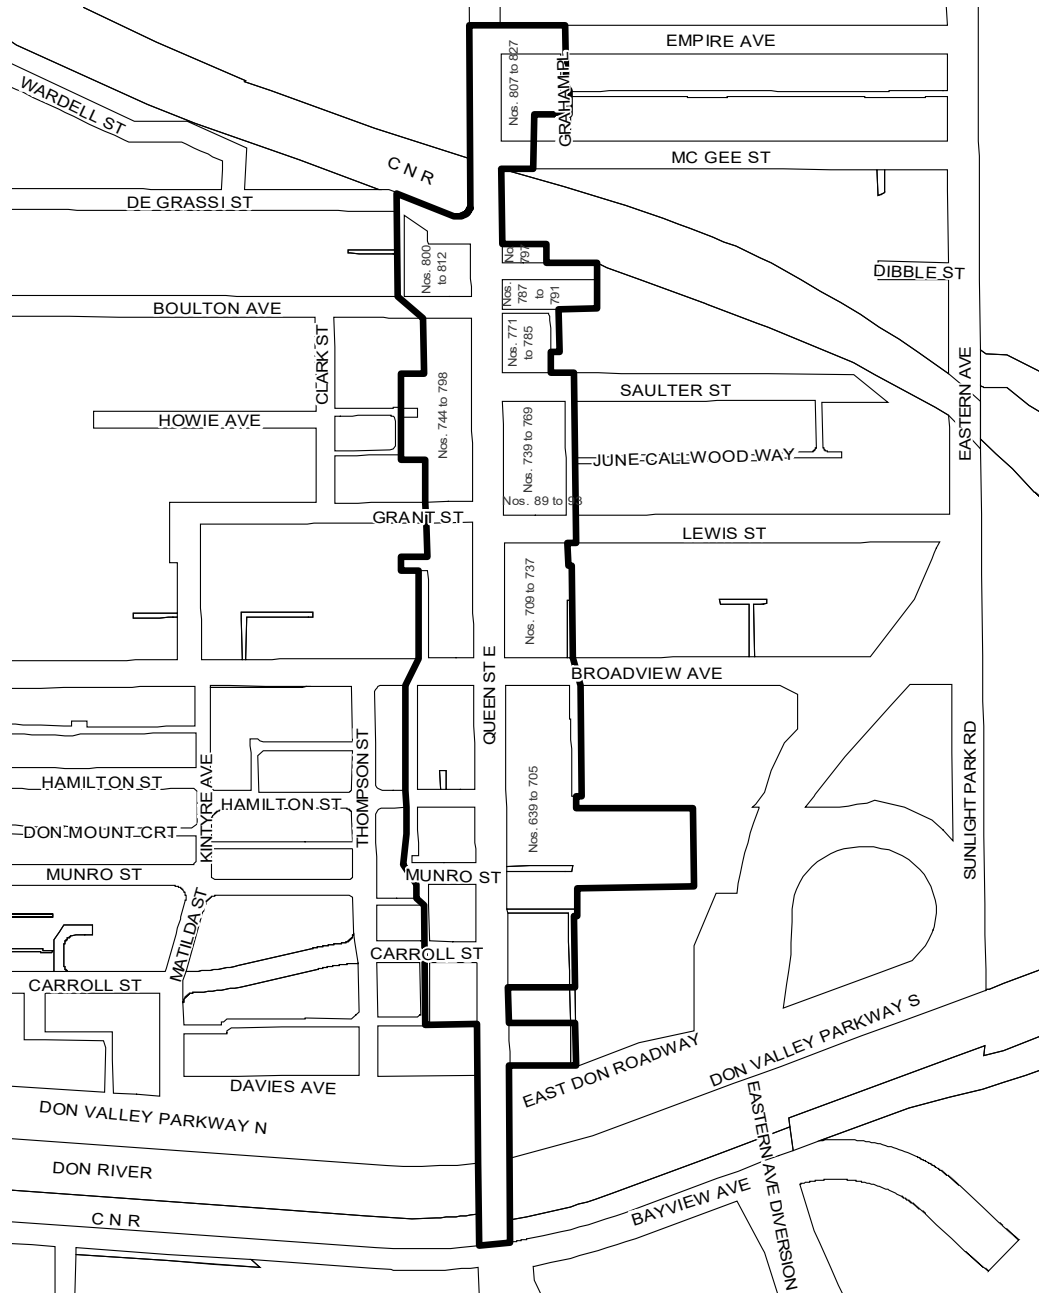 EMPIRE AVE
Nos. 807 to 827
GRAHAM PL
WARDELL ST
MC GEE ST
C N R
DE GRASSI ST
Nos. 800
to 812
No.
797
DIBBLE ST
Nos.
787
to
791
BOULTON AVE
Nos. 771
to 785
CLARK ST
EASTERN AVE
SAULTER ST
Nos. 744 to 798
HOWIE AVE
Nos. 739 to 769
JUNE CALLWOOD WAY
Nos. 89 to 93
GRANT ST
LEWIS ST
Nos. 709 to 737
QUEEN ST E
BROADVIEW AVE
THOMPSON ST
KINTYRE AVE
SUNLIGHT PARK RD
HAMILTON ST
HAMILTON ST
Nos. 639 to 705
DON MOUNT CRT
MUNRO ST
MUNRO ST
MATILDA ST
CARROLL ST
CARROLL ST
DON VALLEY PARKWAY S
EAST DON ROADWAY
DAVIES AVE
DON VALLEY PARKWAY N
EASTERN AVE DIVERSION
DON RIVER
BAYVIEW AVE
C N R